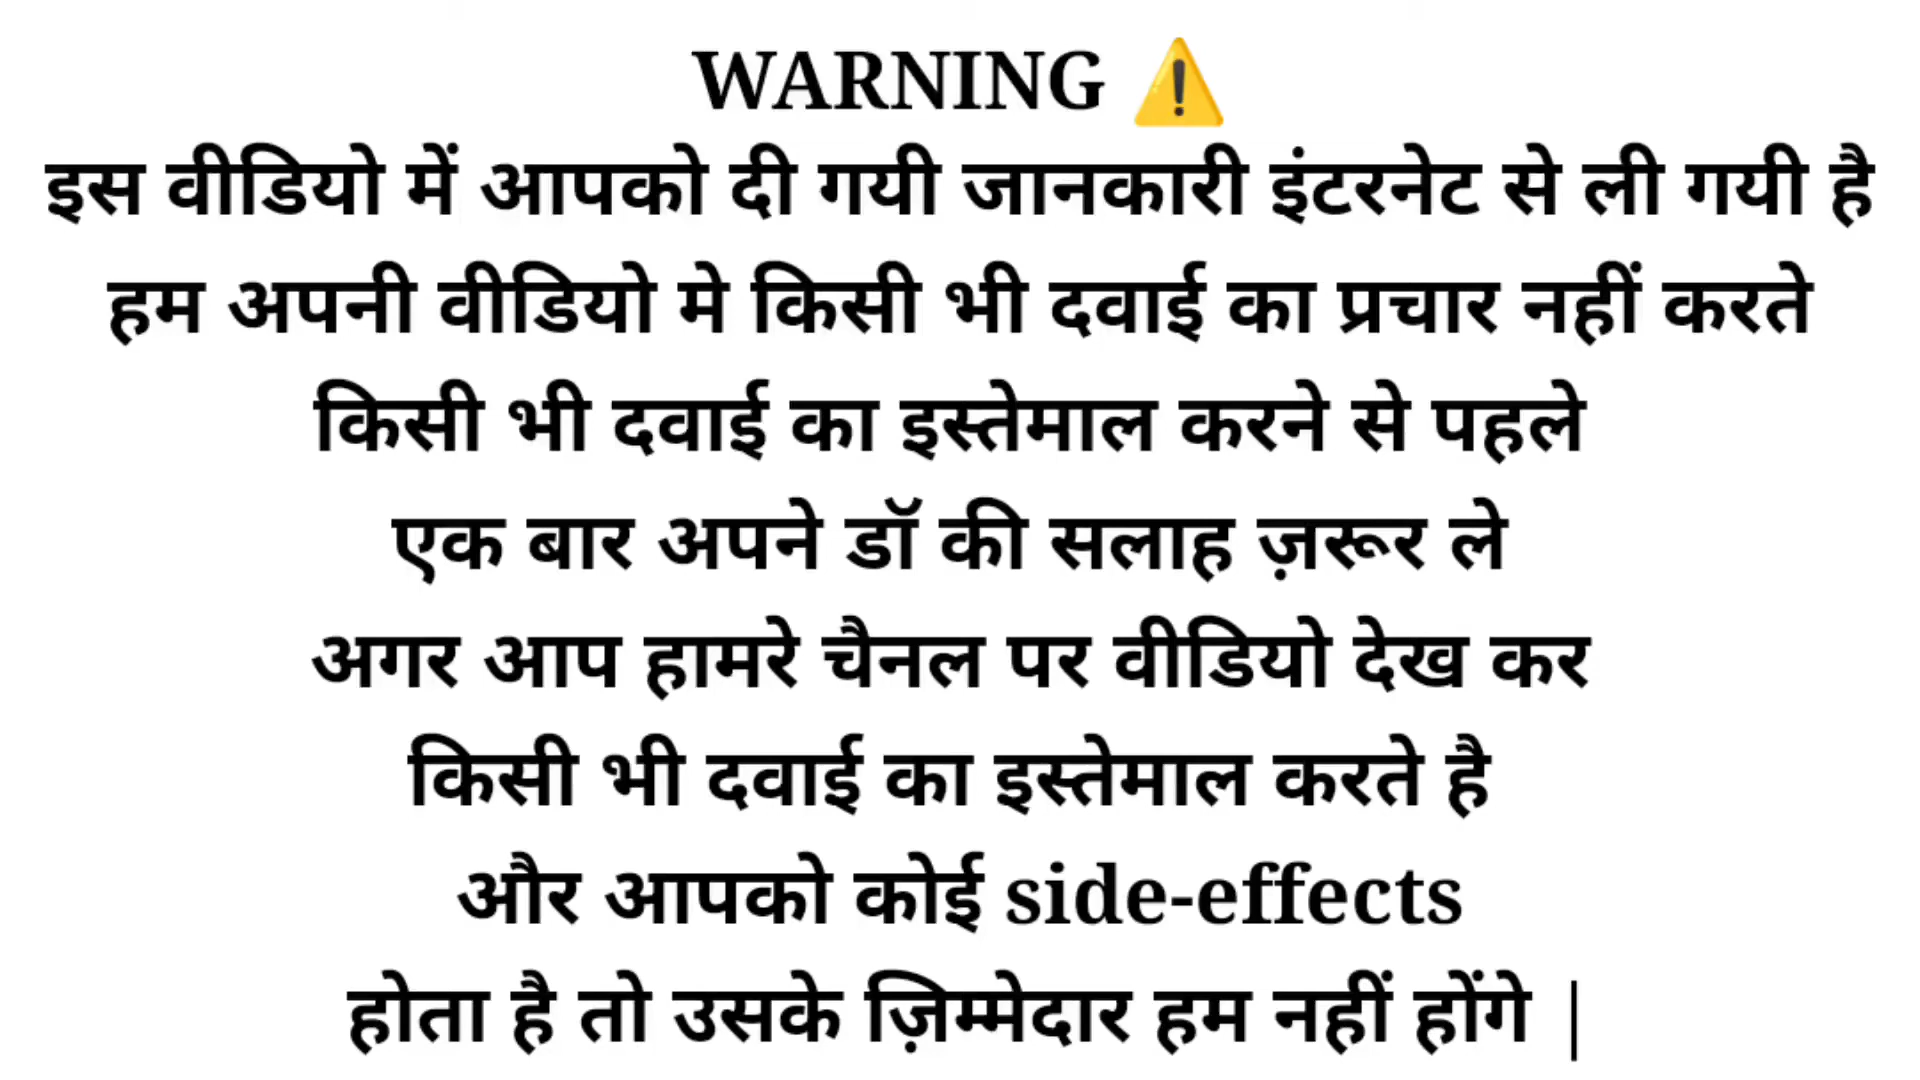 WARNING ⚠️
इस वीडियो में आपको दी गयी जानकारी इंटरनेट से ली गयी है
हम अपनी वीडियो मे किसी भी दवाई का प्रचार नहीं करते
किसी भी दवाई का इस्तेमाल करने से पहले
एक बार अपने डॉ की सलाह ज़रूर ले
अगर आप हामरे चैनल पर वीडियो देख कर
किसी भी दवाई का इस्तेमाल करते है
और आपको कोई side-effects
होता है तो उसके ज़िम्मेदार हम नहीं होंगे |